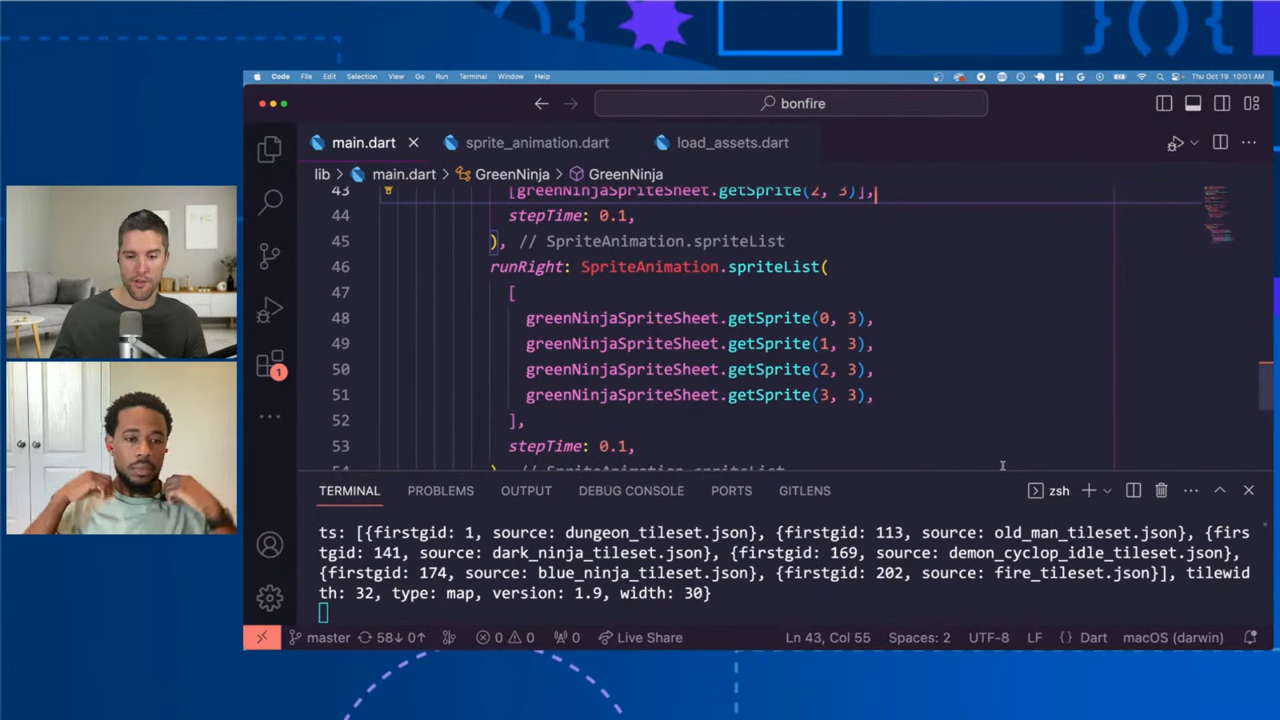 Code File Edit Selection View Go Run Terminal Window Help
Thu Oct 19 10:01 AM
bonfire
main.dart
sprite_animation.dart
load_assets.dart
lib > main.dart > GreenNinja > GreenNinja
43 [greenNinjaSpriteSheet.getSprite(2, 3)],
44 stepTime: 0.1,
45 ), // SpriteAnimation.spriteList
46 runRight: SpriteAnimation.spriteList(
47 [
48 greenNinjaSpriteSheet.getSprite(0, 3),
49 greenNinjaSpriteSheet.getSprite(1, 3),
50 greenNinjaSpriteSheet.getSprite(2, 3),
51 greenNinjaSpriteSheet.getSprite(3, 3),
52 ],
53 stepTime: 0.1,
54 ), // SpriteAnimation.spriteList
1
TERMINAL PROBLEMS OUTPUT DEBUG CONSOLE PORTS GITLENS
zsh
ts: [{firstgid: 1, source: dungeon_tileset.json}, {firstgid: 113, source: old_man_tileset.json}, {firs
tgid: 141, source: dark_ninja_tileset.json}, {firstgid: 169, source: demon_cyclop_idle_tileset.json},
{firstgid: 174, source: blue_ninja_tileset.json}, {firstgid: 202, source: fire_tileset.json}], tilewid
th: 32, type: map, version: 1.9, width: 30}
master 58↓ 0↑ 0 0 0 Live Share Ln 43, Col 55 Spaces: 2 UTF-8 LF {} Dart macOS (darwin)